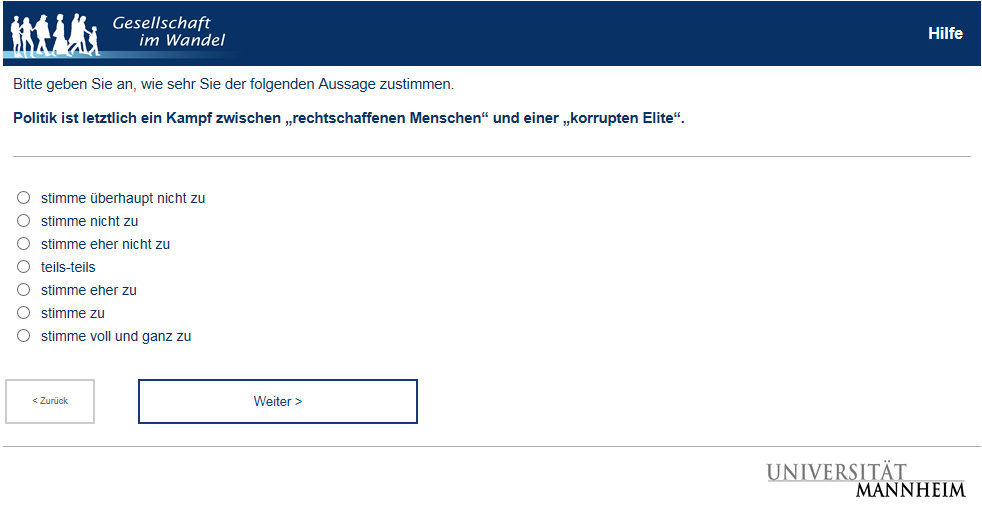 Gesellschaft
im Wandel
Hilfe
Bitte geben Sie an, wie sehr Sie der folgenden Aussage zustimmen.
Politik ist letztlich ein Kampf zwischen „rechtschaffenen Menschen“ und einer „korrupten Elite“.
stimme überhaupt nicht zu
stimme nicht zu
stimme eher nicht zu
teils-teils
stimme eher zu
stimme zu
stimme voll und ganz zu
< Zurück
Weiter >
UNIVERSITÄT
MANNHEIM